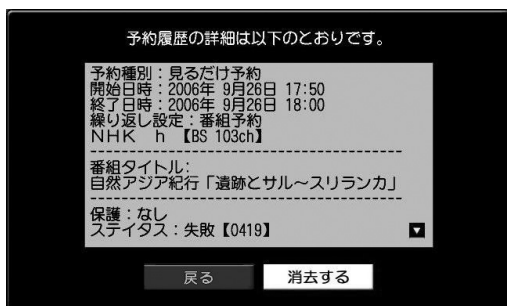 予約履歴の詳細は以下のとおりです。
予約種別：見るだけ予約
開始日時：2006年 9月26日 17:50
終了日時：2006年 9月26日 18:00
繰り返し設定：番組予約
NHK h 【BS 103ch】
番組タイトル：
自然アジア紀行「遺跡とサル～スリランカ」
保護：なし
ステイタス：失敗【0419】
戻る 消去する